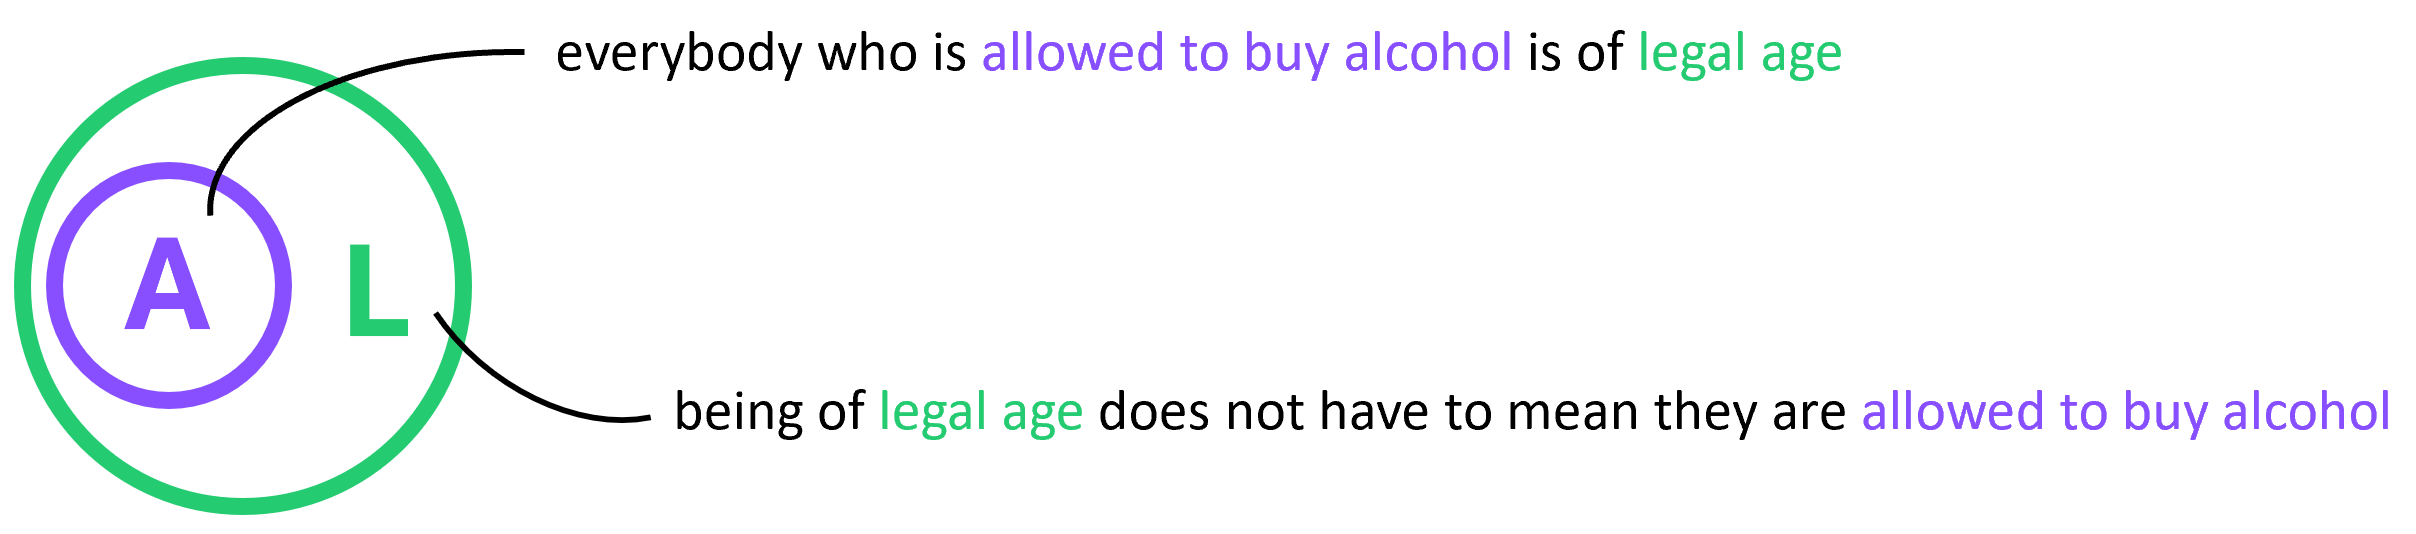 everybody who is allowed to buy alcohol is of legal age
A
L
being of legal age does not have to mean they are allowed to buy alcohol